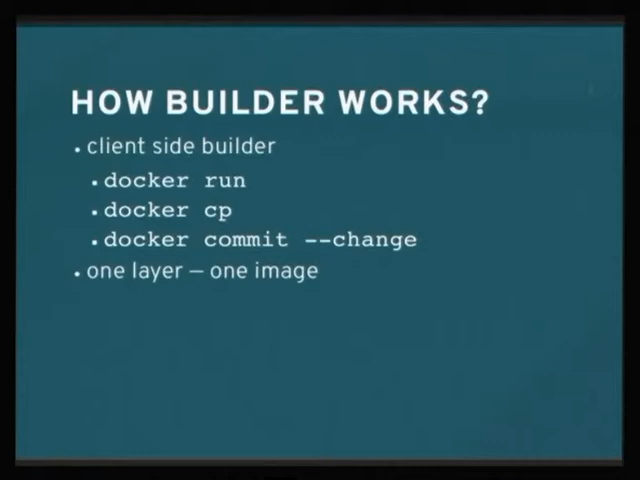 HOW BUILDER WORKS?
• client side builder
• docker run
• docker cp
• docker commit --change
• one layer – one image